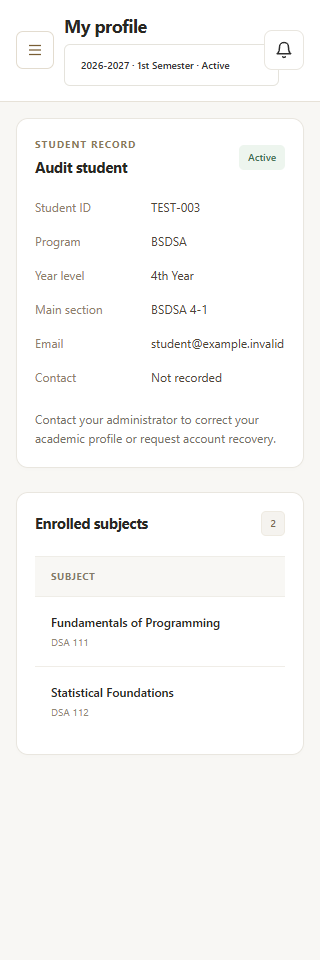 My profile
2026-2027 · 1st Semester · Active
STUDENT RECORD
Audit student
Active
Student ID TEST-003
Program BSDSA
Year level 4th Year
Main section BSDSA 4-1
Email student@example.invalid
Contact Not recorded
Contact your administrator to correct your
academic profile or request account recovery.
Enrolled subjects
2
SUBJECT
Fundamentals of Programming
DSA 111
Statistical Foundations
DSA 112